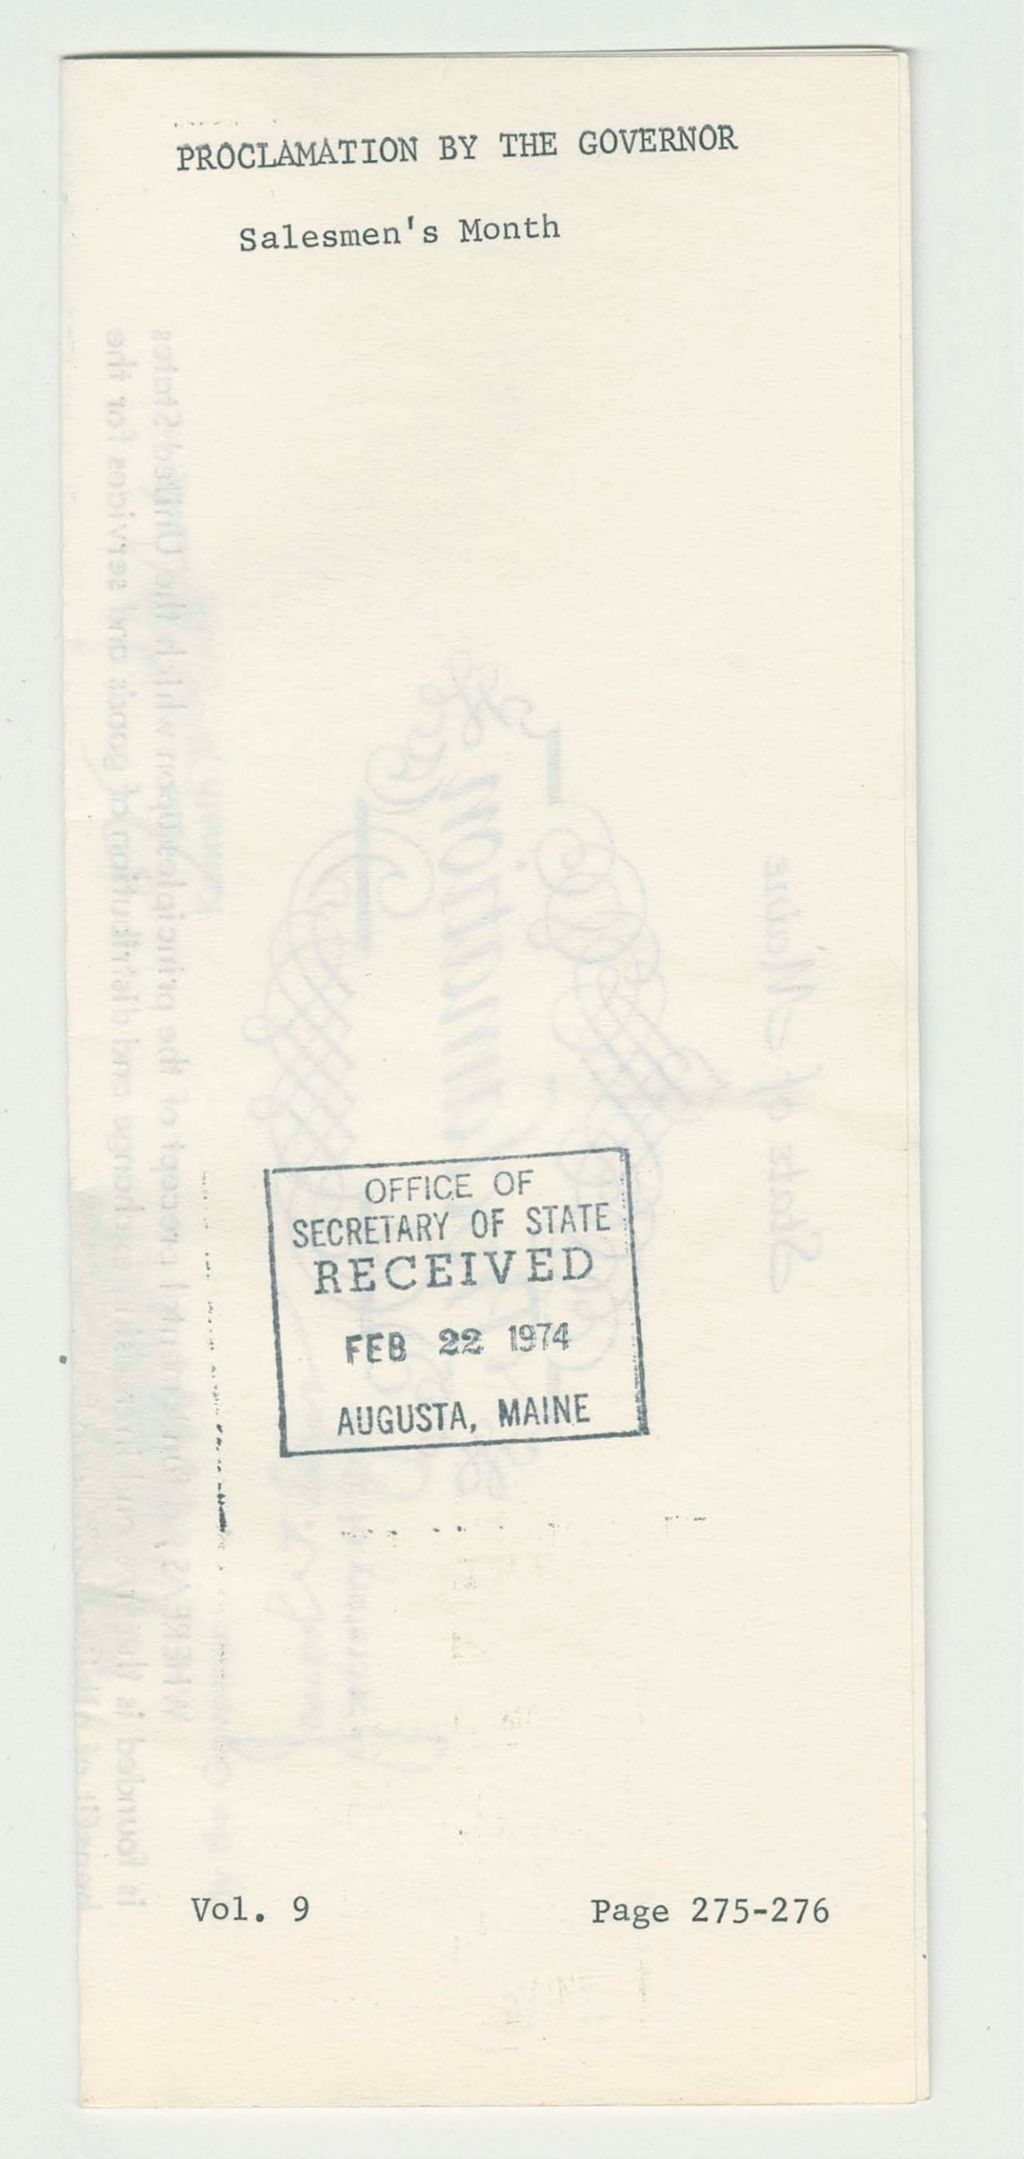 PROCLAMATION BY THE GOVERNOR
Salesmen's Month
OFFICE OF
SECRETARY OF STATE
RECEIVED
FEB 22 1974
AUGUSTA, MAINE
Vol. 9 Page 275-276